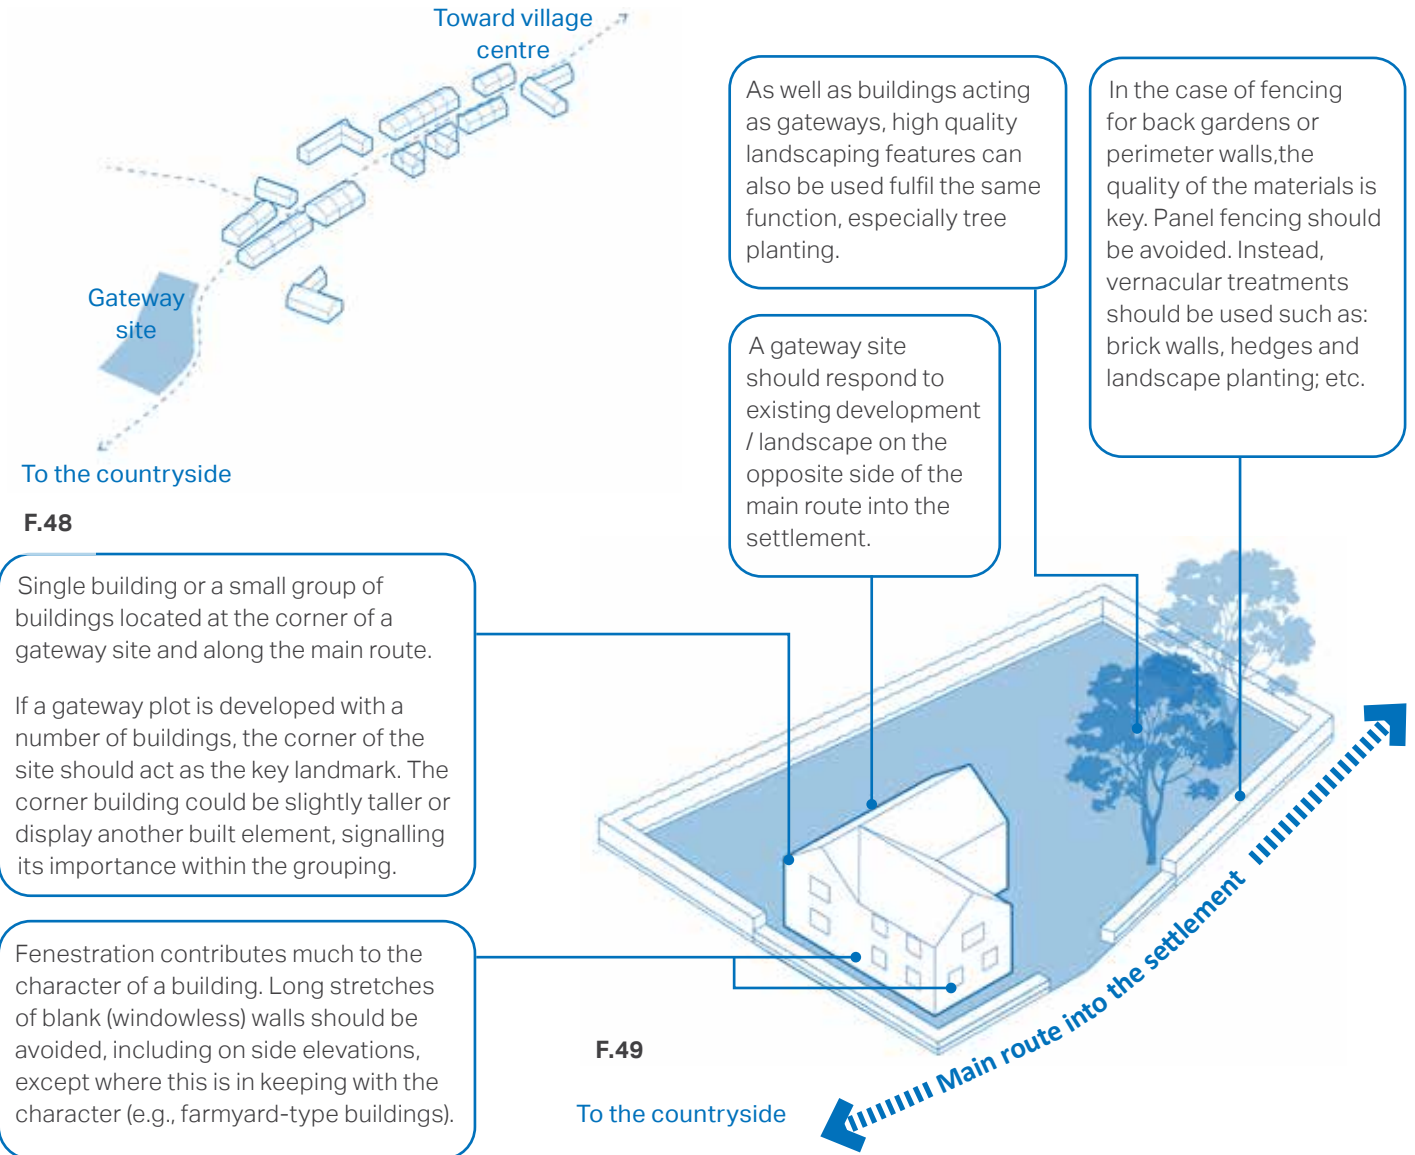 Toward village
centre
Gateway
site
To the countryside
F.48
As well as buildings acting
as gateways, high quality
landscaping features can
also be used fulfil the same
function, especially tree
planting.
In the case of fencing
for back gardens or
perimeter walls,the
quality of the materials is
key. Panel fencing should
be avoided. Instead,
vernacular treatments
should be used such as:
brick walls, hedges and
landscape planting; etc.
A gateway site
should respond to
existing development
/ landscape on the
opposite side of the
main route into the
settlement.
Single building or a small group of
buildings located at the corner of a
gateway site and along the main route.
If a gateway plot is developed with a
number of buildings, the corner of the
site should act as the key landmark. The
corner building could be slightly taller or
display another built element, signalling
its importance within the grouping.
Fenestration contributes much to the
character of a building. Long stretches
of blank (windowless) walls should be
avoided, including on side elevations,
except where this is in keeping with the
character (e.g., farmyard-type buildings).
F.49
To the countryside
Main route into the settlement